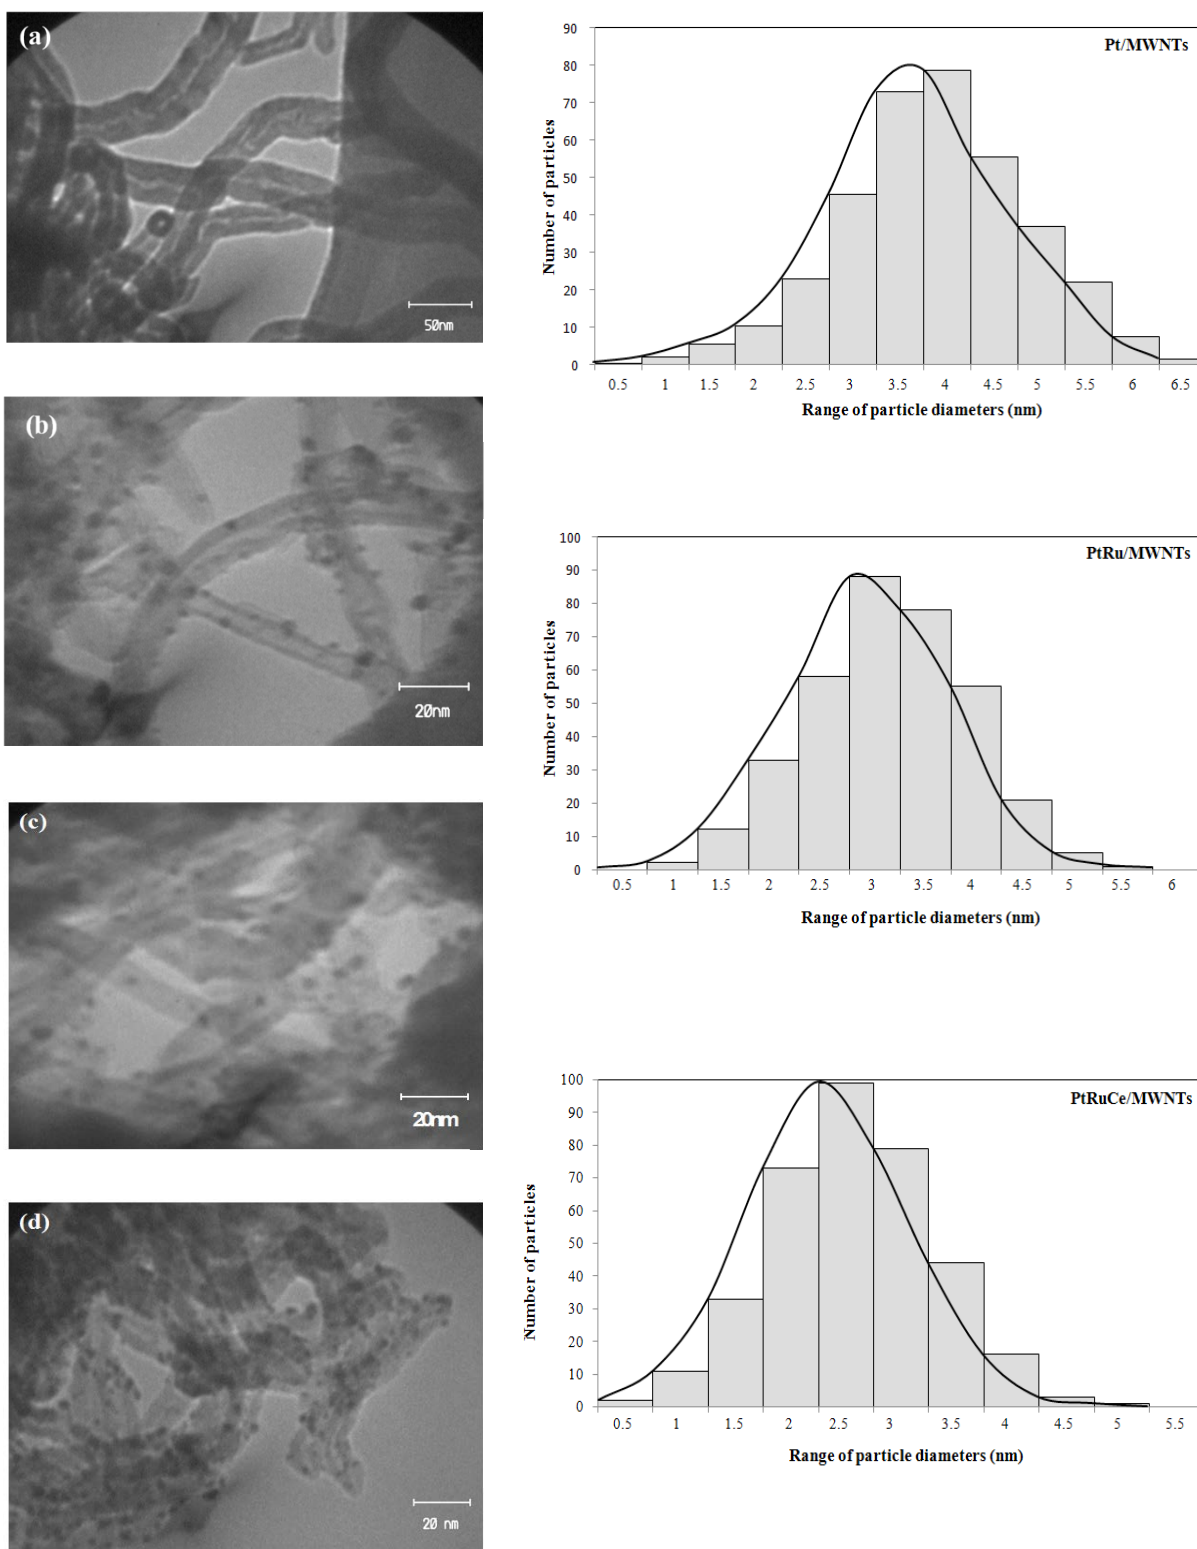 (a)
50nm
90
80
70
60
50
40
30
20
10
0
Number of particles
Pt/MWNTs
0.5 1 1.5 2 2.5 3 3.5 4 4.5 5 5.5 6 6.5
Range of particle diameters (nm)
(b)
20nm
100
90
80
70
60
50
40
30
20
10
0
Number of particles
PtRu/MWNTs
0.5 1 1.5 2 2.5 3 3.5 4 4.5 5 5.5 6
Range of particle diameters (nm)
(c)
20nm
100
90
80
70
60
50
40
30
20
10
0
Number of particles
PtRuCe/MWNTs
0.5 1 1.5 2 2.5 3 3.5 4 4.5 5 5.5
Range of particle diameters (nm)
(d)
20 nm